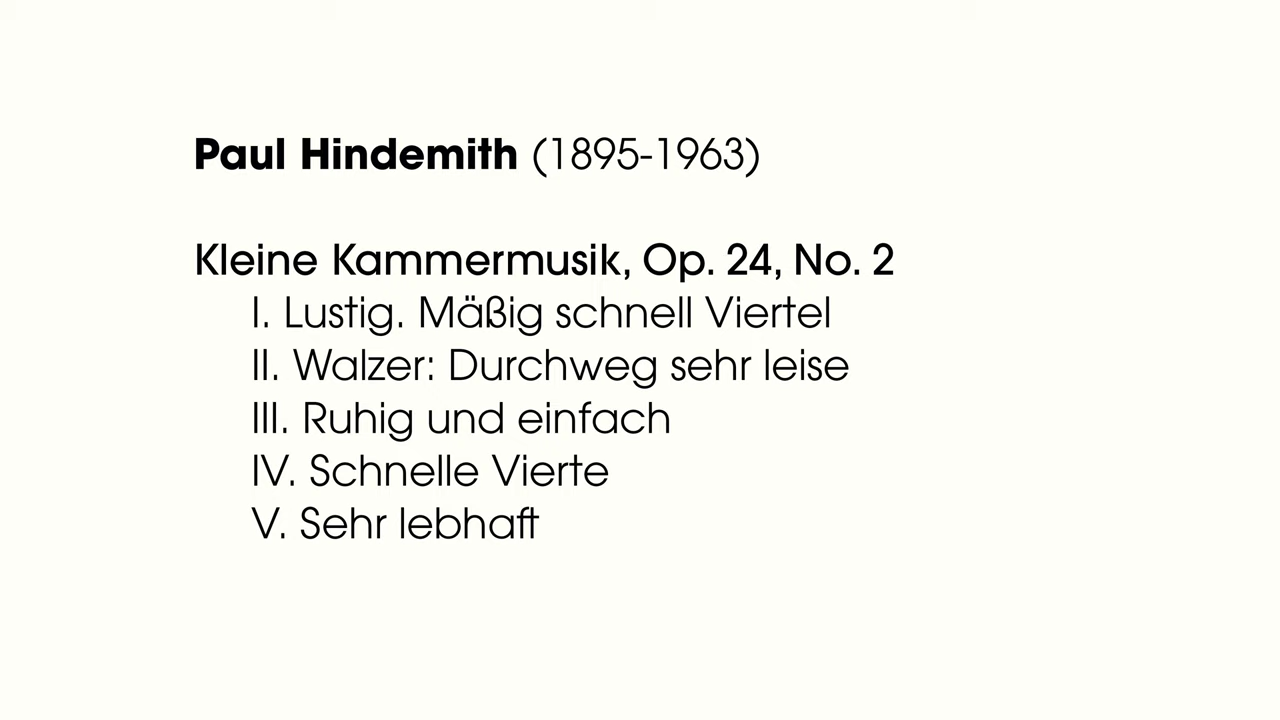 Paul Hindemith (1895-1963)
Kleine Kammermusik, Op. 24, No. 2
I. Lustig. Mäßig schnell Viertel
II. Walzer: Durchweg sehr leise
III. Ruhig und einfach
IV. Schnelle Vierte
V. Sehr lebhaft